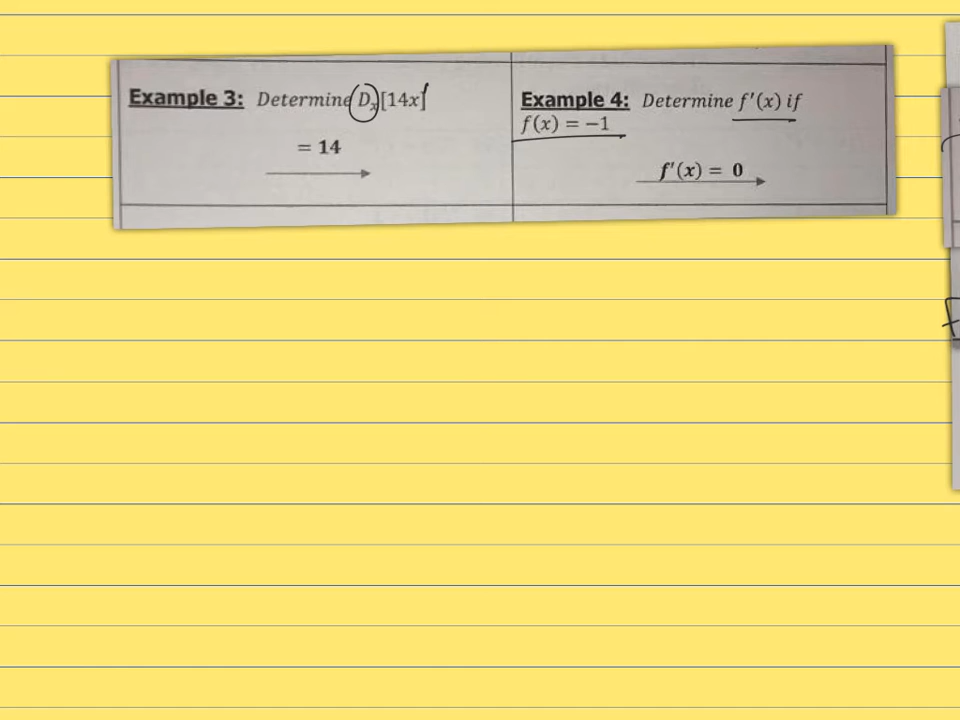 Example 3: Determine Dₓ[14x]
= 14
Example 4: Determine f'(x) if
f(x) = −1
f'(x) = 0